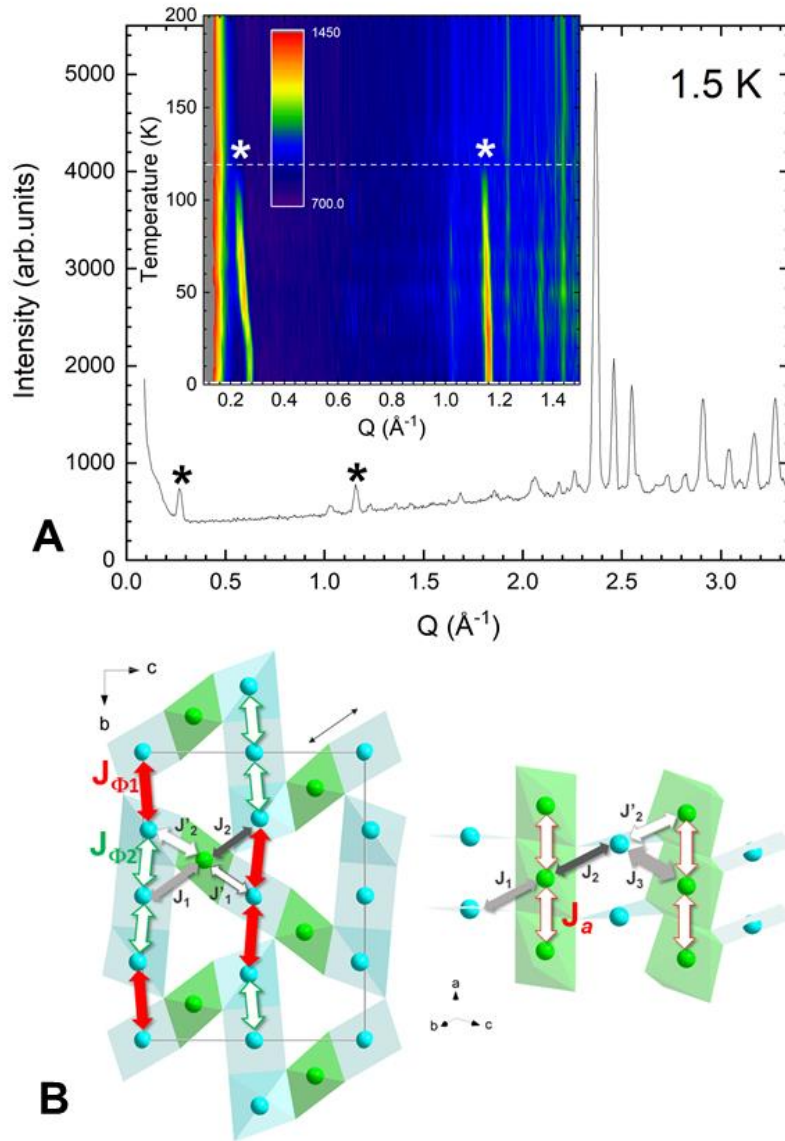 1.5 K
5000
4000
3000
2000
1000
0
Intensity (arb.units)
0.0 0.5 1.0 1.5 2.0 2.5 3.0
Q (Å⁻¹)
* *
200
150
100
50
0
Temperature (K)
0.2 0.4 0.6 0.8 1.0 1.2 1.4
Q (Å⁻¹)
1450
700.0
* *
A
c
b
JΦ1
J'2 J2
JΦ2
J1 J'1
J'2
J1 J2 J3
Ja
a
b c
B